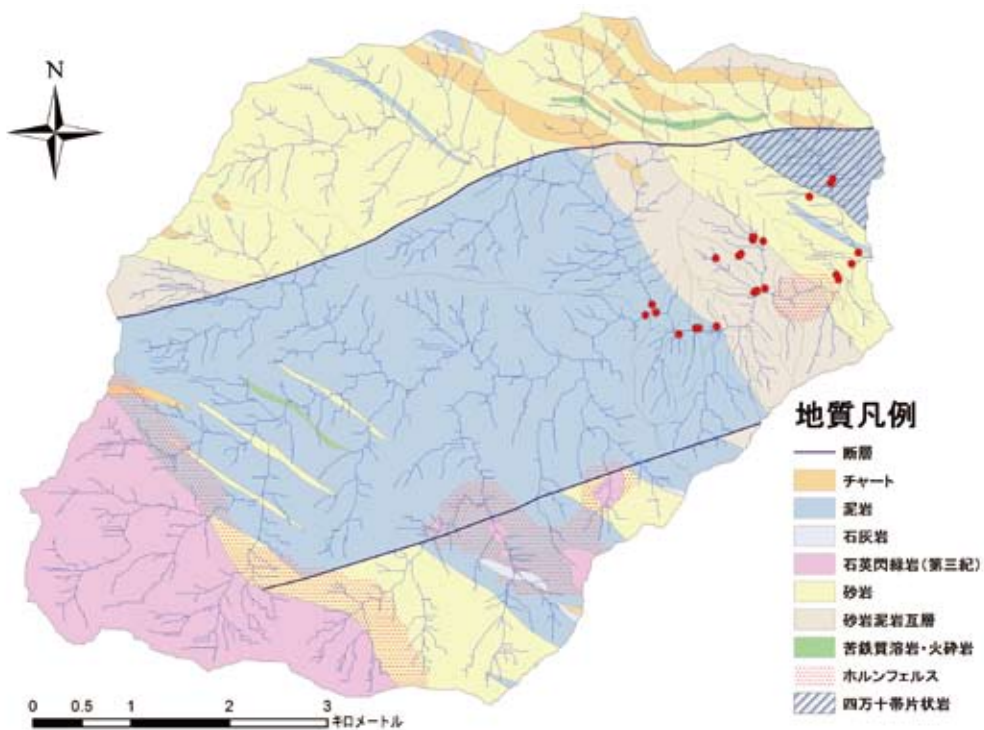 N
地質凡例
断層
チャート
泥岩
石灰岩
石英閃緑岩(第三紀)
砂岩
砂岩泥岩互層
苦鉄質溶岩・火砕岩
ホルンフェルス
四万十帯片状岩
0 0.5 1 2 3
キロメートル